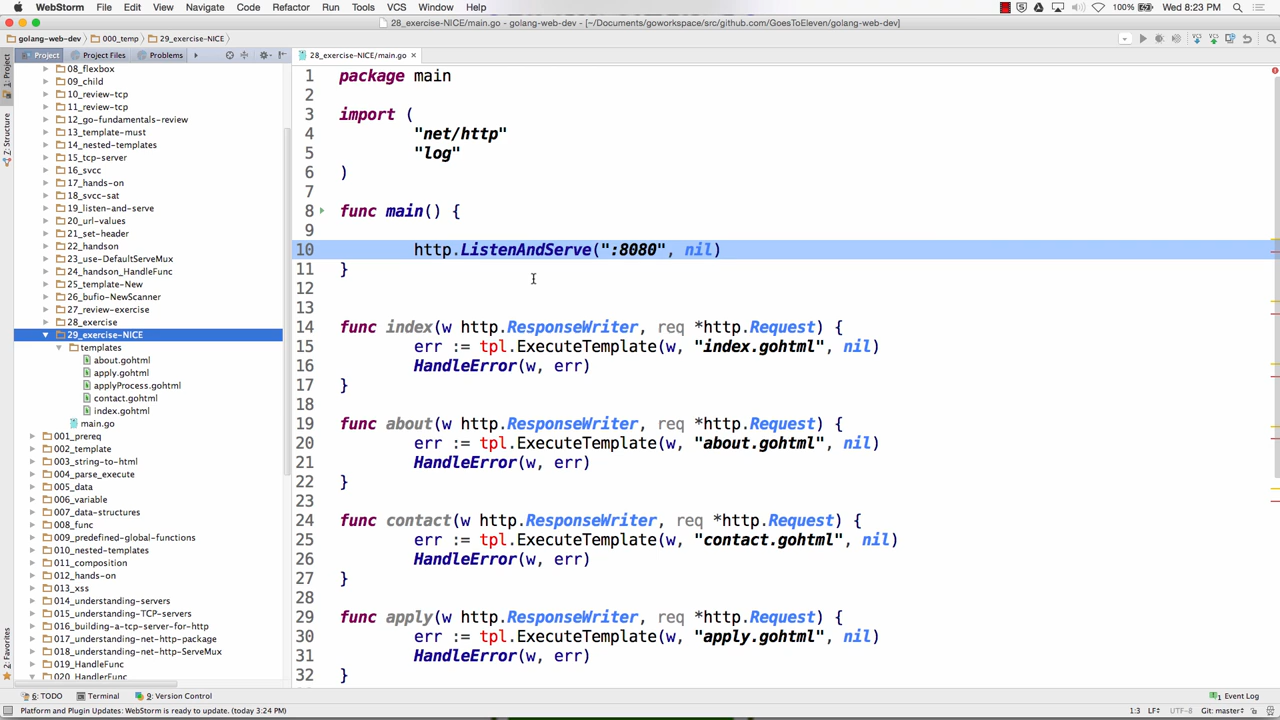 WebStorm File Edit View Navigate Code Refactor Run Tools VCS Window Help 100% Wed 8:23 PM
28_exercise-NICE/main.go - golang-web-dev - [~/Documents/goworkspace/src/github.com/GoesToEleven/golang-web-dev]
golang-web-dev 000_temp 29_exercise-NICE
Project Project Files Problems 28_exercise-NICE/main.go
1: Project
Z: Structure
2: Favorites
08_flexbox
09_child
10_review-tcp
11_review-tcp
12_go-fundamentals-review
13_template-must
14_nested-templates
15_tcp-server
16_svcc
17_hands-on
18_svcc-sat
19_listen-and-serve
20_url-values
21_set-header
22_handson
23_use-DefaultServeMux
24_handson_HandleFunc
25_template-New
26_bufio-NewScanner
27_review-exercise
28_exercise
29_exercise-NICE
templates
about.gohtml
apply.gohtml
applyProcess.gohtml
contact.gohtml
index.gohtml
main.go
001_prereq
002_template
003_string-to-html
004_parse_execute
005_data
006_variable
007_data-structures
008_func
009_predefined-global-functions
010_nested-templates
011_composition
012_hands-on
013_xss
014_understanding-servers
015_understanding-TCP-servers
016_building-a-tcp-server-for-http
017_understanding-net-http-package
018_understanding-net-http-ServeMux
019_HandleFunc
020_HandlerFunc
1 package main
2
3 import (
4 "net/http"
5 "log"
6 )
7
8 func main() {
9
10 http.ListenAndServe(":8080", nil)
11 }
12
13
14 func index(w http.ResponseWriter, req *http.Request) {
15 err := tpl.ExecuteTemplate(w, "index.gohtml", nil)
16 HandleError(w, err)
17 }
18
19 func about(w http.ResponseWriter, req *http.Request) {
20 err := tpl.ExecuteTemplate(w, "about.gohtml", nil)
21 HandleError(w, err)
22 }
23
24 func contact(w http.ResponseWriter, req *http.Request) {
25 err := tpl.ExecuteTemplate(w, "contact.gohtml", nil)
26 HandleError(w, err)
27 }
28
29 func apply(w http.ResponseWriter, req *http.Request) {
30 err := tpl.ExecuteTemplate(w, "apply.gohtml", nil)
31 HandleError(w, err)
32 }
6: TODO Terminal 9: Version Control 1 Event Log
Platform and Plugin Updates: WebStorm is ready to update. (today 3:24 PM) 1:3 LF UTF-8 Git: master